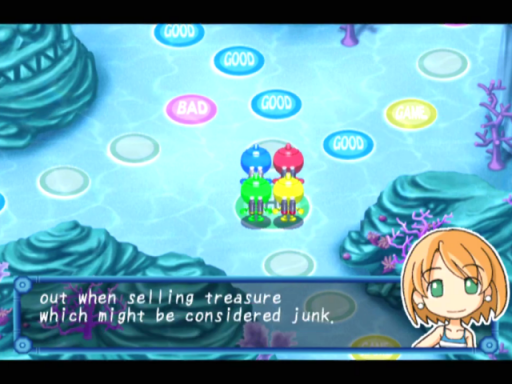 GOOD
GOOD
BAD
GOOD
GAME
GOOD
out when selling treasure
which might be considered junk.